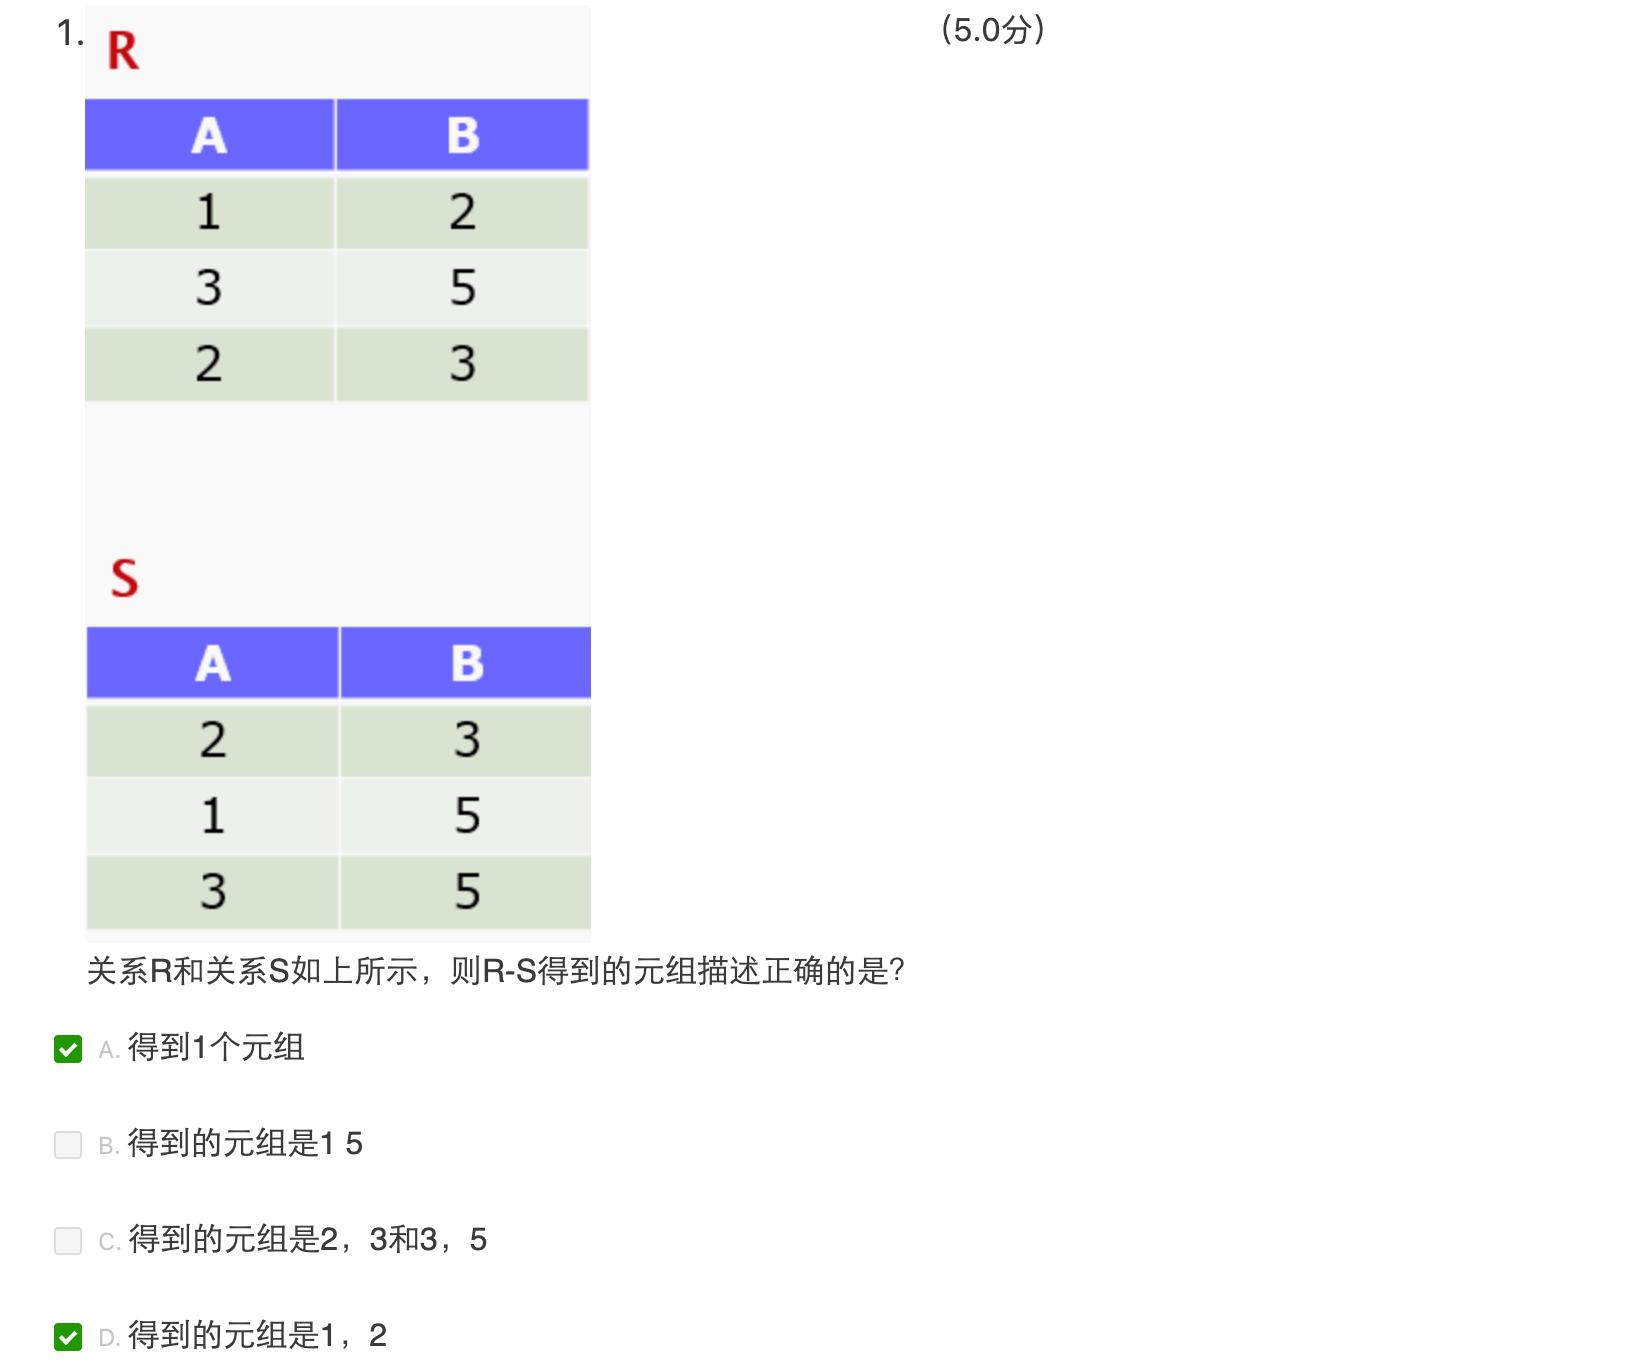 1. R (5.0分)
A B
1 2
3 5
2 3
S
A B
2 3
1 5
3 5
关系R和关系S如上所示，则R-S得到的元组描述正确的是?
A. 得到1个元组
B. 得到的元组是1 5
C. 得到的元组是2，3和3，5
D. 得到的元组是1，2